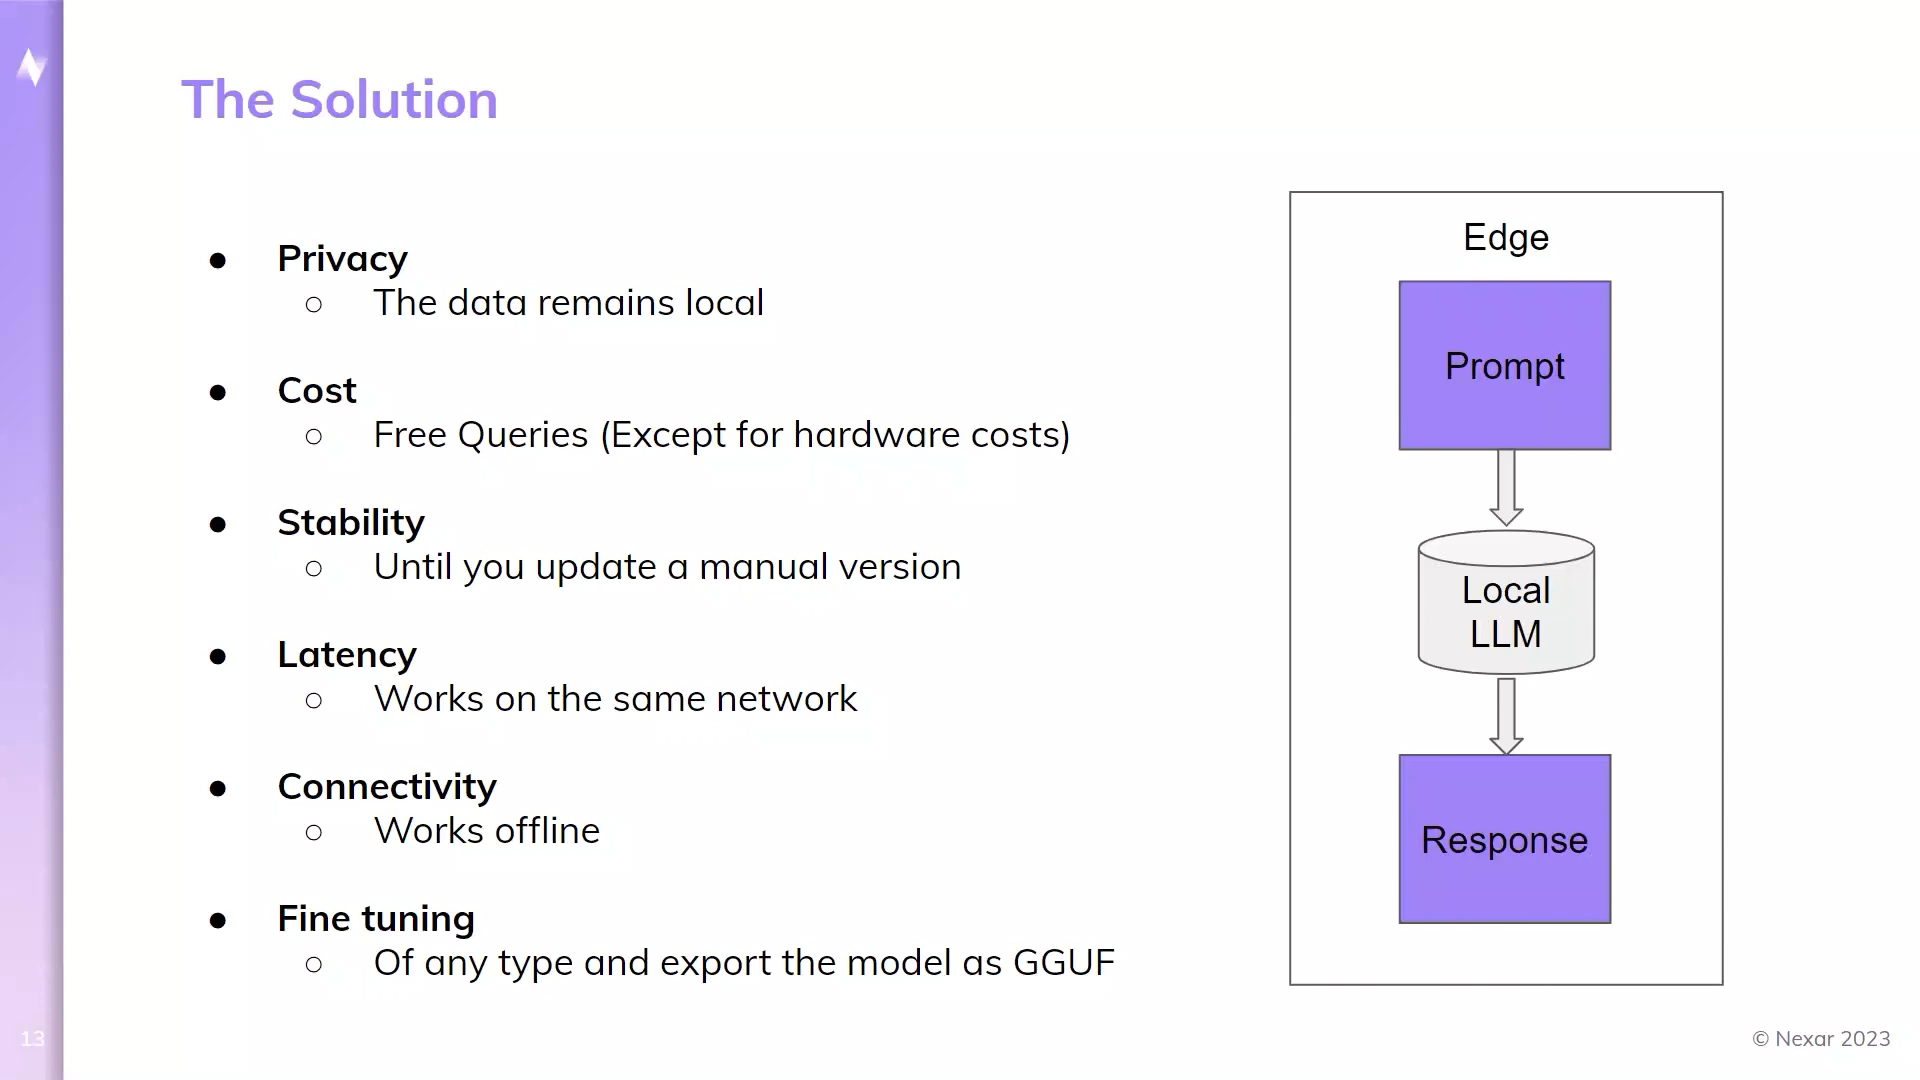 The Solution
● Privacy
○ The data remains local
● Cost
○ Free Queries (Except for hardware costs)
● Stability
○ Until you update a manual version
● Latency
○ Works on the same network
● Connectivity
○ Works offline
● Fine tuning
○ Of any type and export the model as GGUF
Edge
Prompt
Local
LLM
Response
13
© Nexar 2023